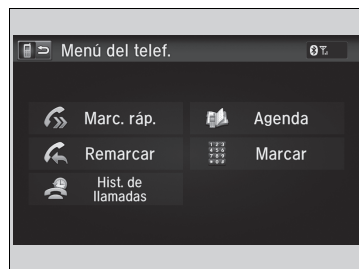 Menú del telef.
Marc. ráp.
Agenda
Remarcar
Marcar
Hist. de
llamadas